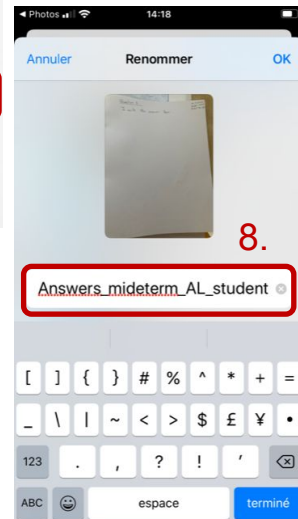 ◄ Photos 14:18
Annuler Renommer OK
8.
Answers_mideterm_AL_student
[ ] { } # % ^ * + =
_ \ | ~ < > $ £ ¥ •
123 . , ? ! ’
ABC espace terminé